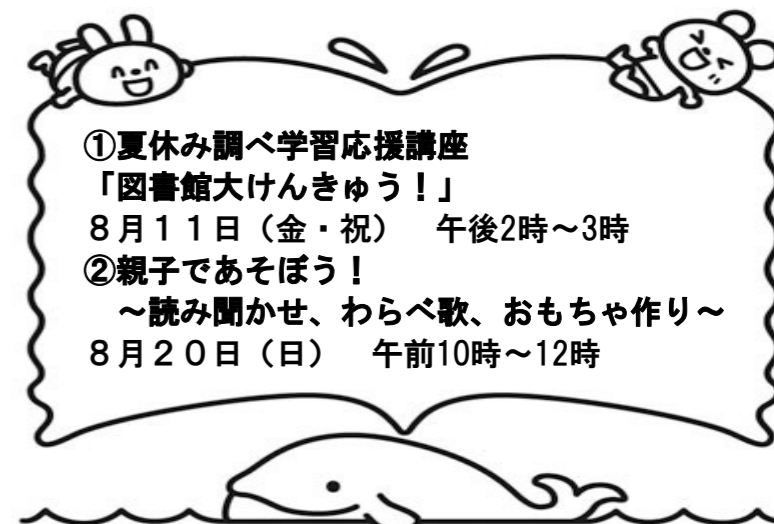 ①夏休み調べ学習応援講座
「図書館大けんきゅう！」
８月１１日（金・祝）　午後2時～3時
②親子であそぼう！
　～読み聞かせ、わらべ歌、おもちゃ作り～
８月２０日（日）　午前10時～12時